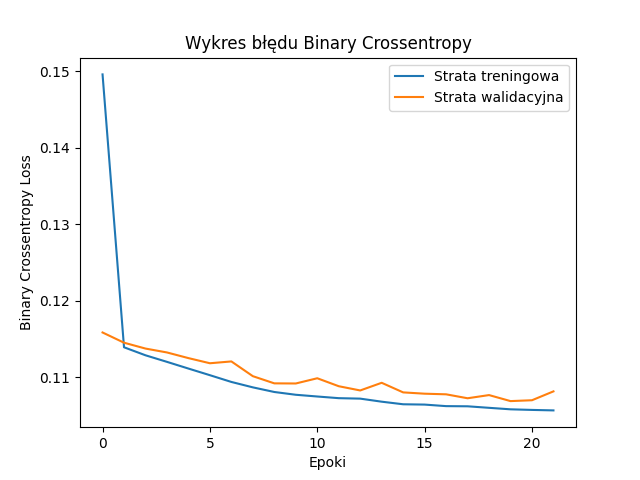 Wykres błędu Binary Crossentropy
Strata treningowa
Strata walidacyjna
Binary Crossentropy Loss
0.15
0.14
0.13
0.12
0.11
0
5
10
15
20
Epoki